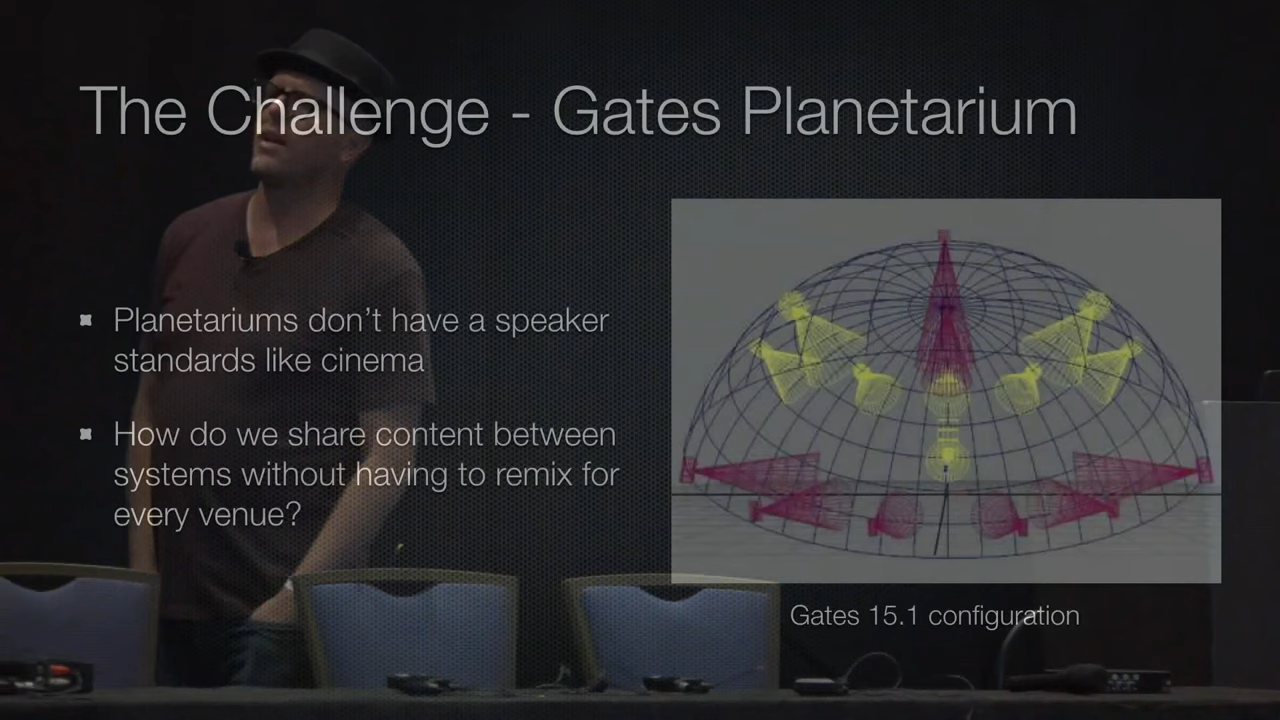 The Challenge - Gates Planetarium
Planetariums don't have a speaker
standards like cinema
How do we share content between
systems without having to remix for
every venue?
Gates 15.1 configuration